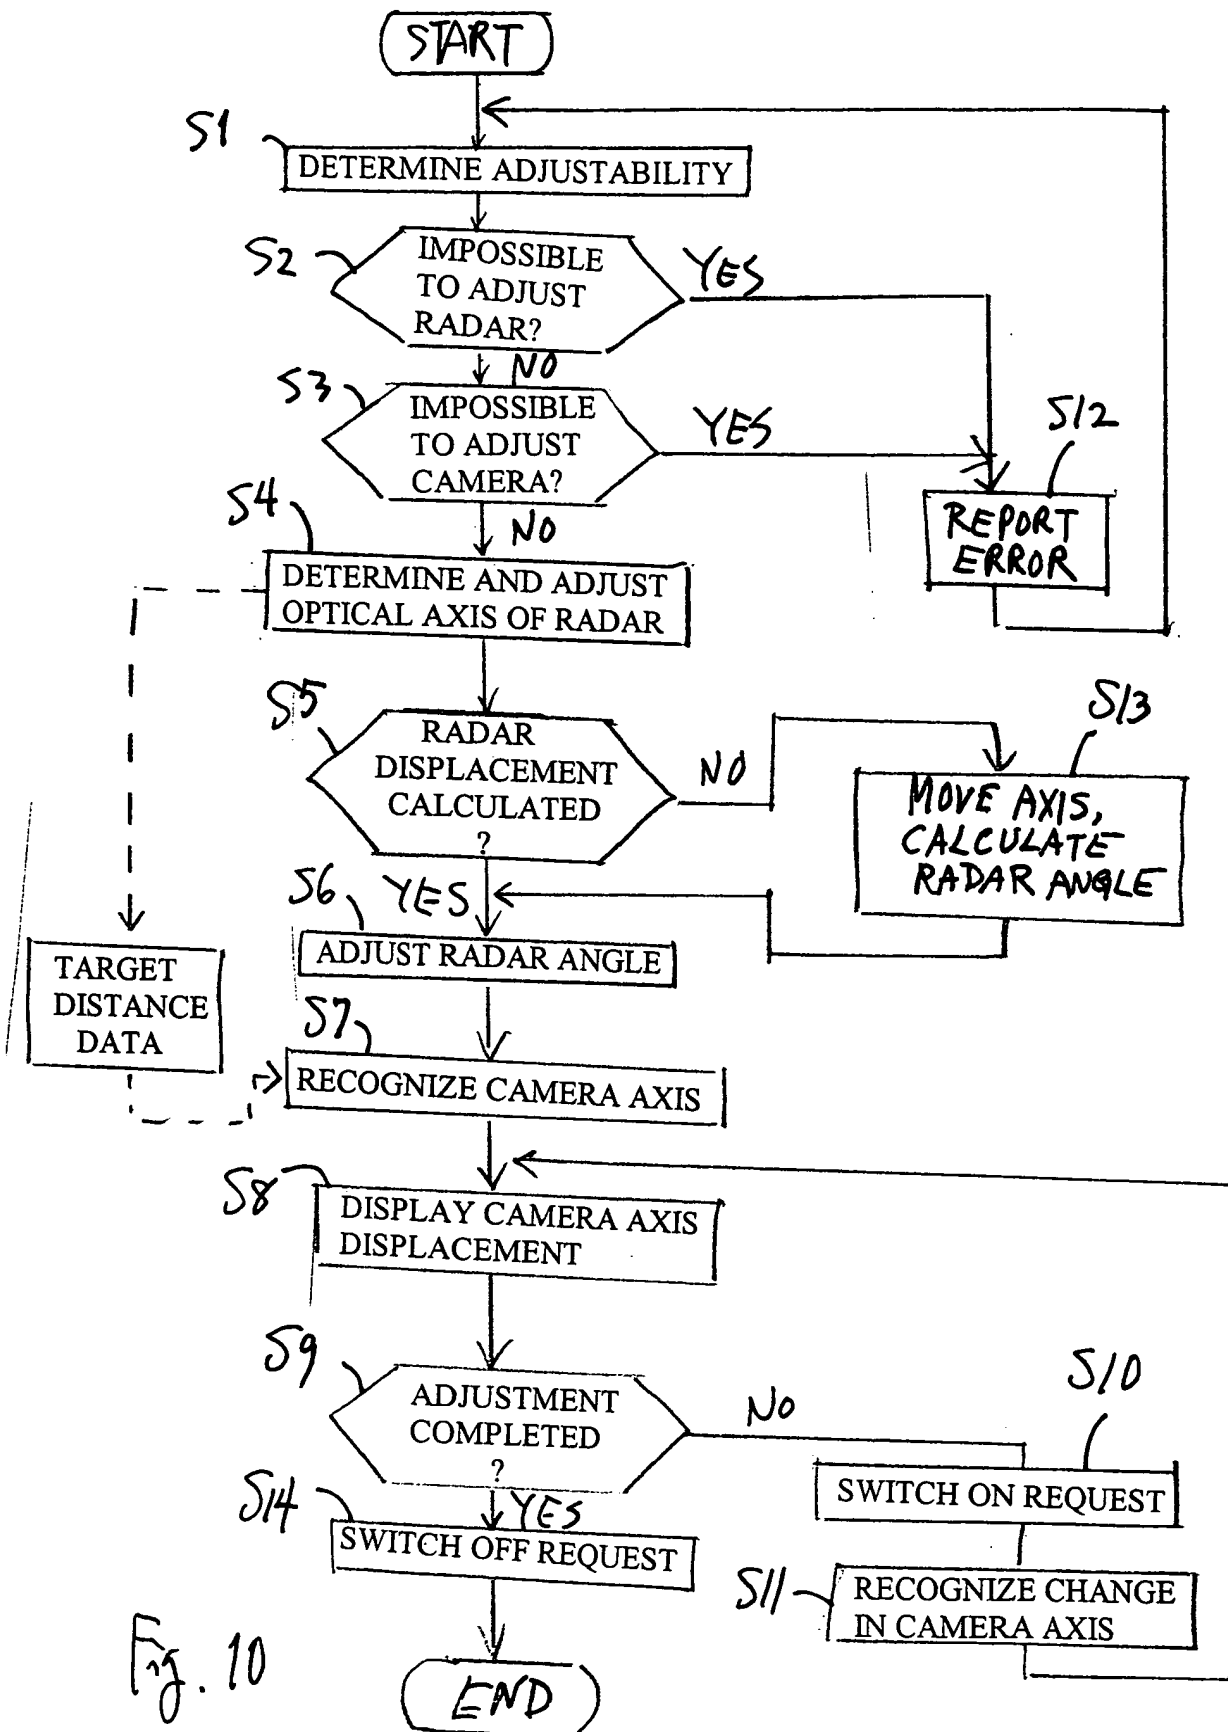 START
S1
DETERMINE ADJUSTABILITY
S2
IMPOSSIBLE
TO ADJUST
RADAR?
YES
NO
S3
IMPOSSIBLE
TO ADJUST
CAMERA?
YES
NO
S12
REPORT
ERROR
S4
DETERMINE AND ADJUST
OPTICAL AXIS OF RADAR
S5
RADAR
DISPLACEMENT
CALCULATED
?
NO
S13
MOVE AXIS,
CALCULATE
RADAR ANGLE
YES
S6
ADJUST RADAR ANGLE
TARGET
DISTANCE
DATA
S7
RECOGNIZE CAMERA AXIS
S8
DISPLAY CAMERA AXIS
DISPLACEMENT
S9
ADJUSTMENT
COMPLETED
?
NO
S10
SWITCH ON REQUEST
YES
S14
SWITCH OFF REQUEST
S11
RECOGNIZE CHANGE
IN CAMERA AXIS
END
Fig. 10